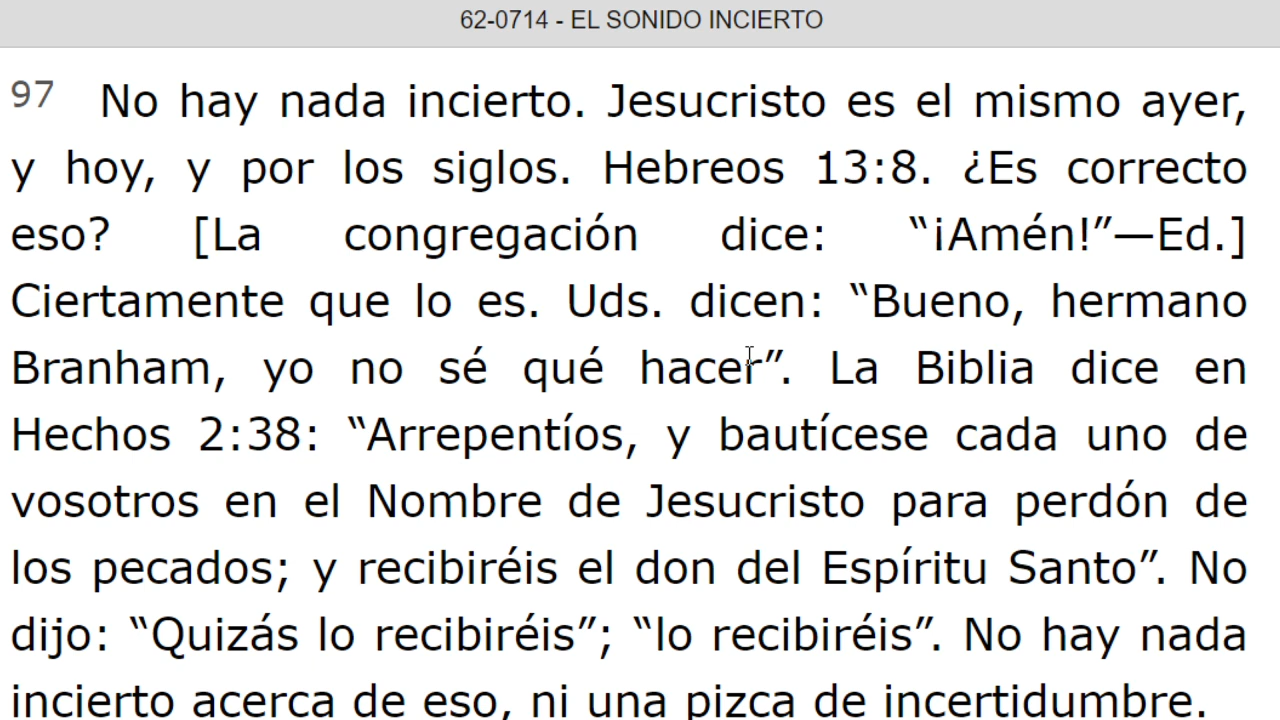 62-0714 - EL SONIDO INCIERTO
97 No hay nada incierto. Jesucristo es el mismo ayer,
y hoy, y por los siglos. Hebreos 13:8. ¿Es correcto
eso? [La congregación dice: “¡Amén!”—Ed.]
Ciertamente que lo es. Uds. dicen: “Bueno, hermano
Branham, yo no sé qué hacer”. La Biblia dice en
Hechos 2:38: “Arrepentíos, y bautícese cada uno de
vosotros en el Nombre de Jesucristo para perdón de
los pecados; y recibiréis el don del Espíritu Santo”. No
dijo: “Quizás lo recibiréis”; “lo recibiréis”. No hay nada
incierto acerca de eso, ni una pizca de incertidumbre.